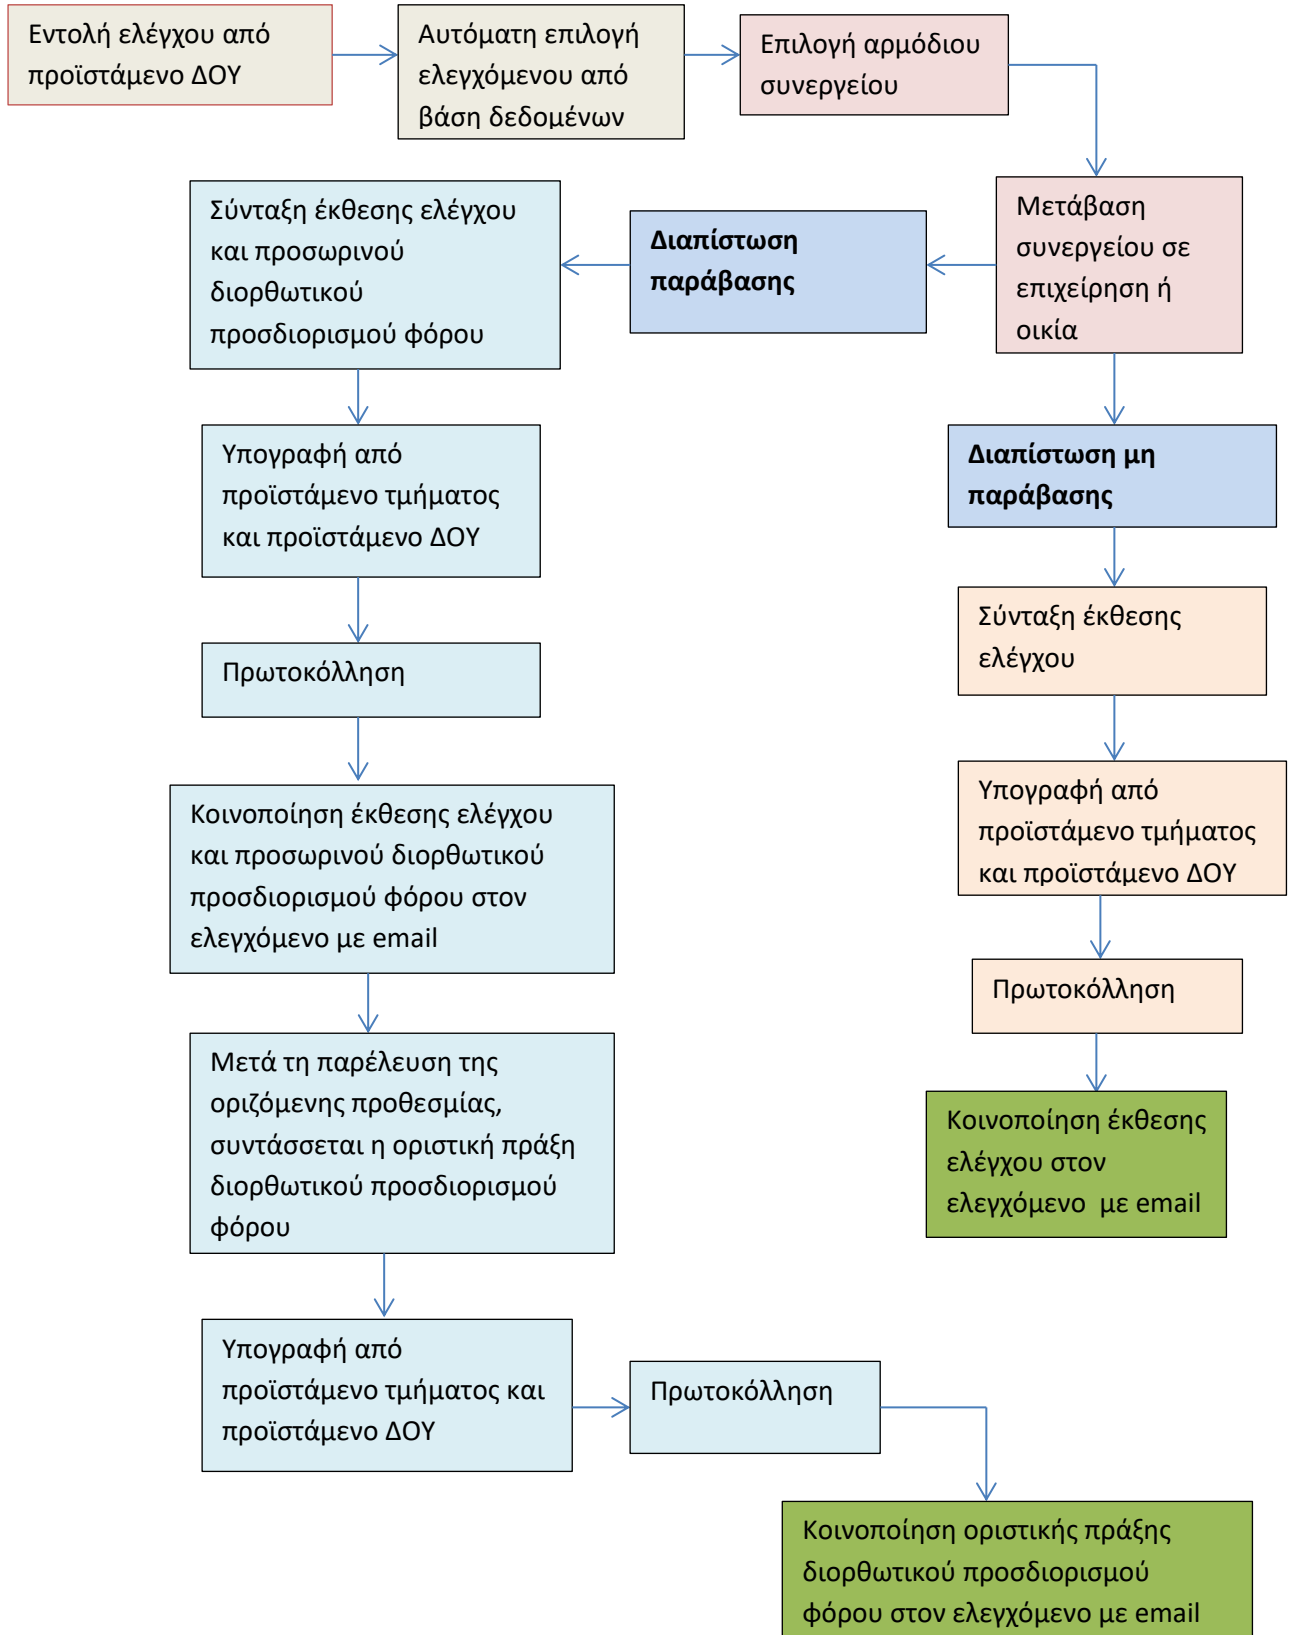 Εντολή ελέγχου από
προϊστάμενο ΔΟΥ
Αυτόματη επιλογή
ελεγχόμενου από
βάση δεδομένων
Επιλογή αρμόδιου
συνεργείου
Μετάβαση
συνεργείου σε
επιχείρηση ή
οικία
Διαπίστωση
παράβασης
Σύνταξη έκθεσης ελέγχου
και προσωρινού
διορθωτικού
προσδιορισμού φόρου
Υπογραφή από
προϊστάμενο τμήματος
και προϊστάμενο ΔΟΥ
Πρωτοκόλληση
Κοινοποίηση έκθεσης ελέγχου
και προσωρινού διορθωτικού
προσδιορισμού φόρου στον
ελεγχόμενο με email
Μετά τη παρέλευση της
οριζόμενης προθεσμίας,
συντάσσεται η οριστική πράξη
διορθωτικού προσδιορισμού
φόρου
Υπογραφή από
προϊστάμενο τμήματος και
προϊστάμενο ΔΟΥ
Πρωτοκόλληση
Κοινοποίηση οριστικής πράξης
διορθωτικού προσδιορισμού
φόρου στον ελεγχόμενο με email
Διαπίστωση μη
παράβασης
Σύνταξη έκθεσης
ελέγχου
Υπογραφή από
προϊστάμενο τμήματος
και προϊστάμενο ΔΟΥ
Πρωτοκόλληση
Κοινοποίηση έκθεσης
ελέγχου στον
ελεγχόμενο  με email